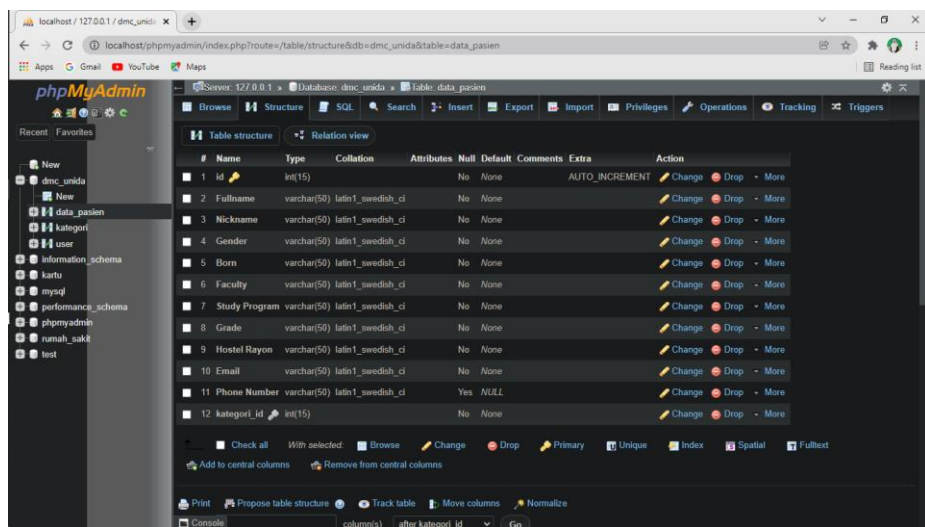 localhost / 127.0.0.1 / dmc_unida
localhost/phpmyadmin/index.php?route=/table/structure&db=dmc_unida&table=data_pasien
Apps Gmail YouTube Maps Reading list
phpMyAdmin
Recent Favorites
New
dmc_unida
New
data_pasien
kategori
user
information_schema
kartu
mysql
performance_schema
phpmyadmin
rumah_sakit
test
Server: 127.0.0.1 » Database: dmc_unida » Table: data_pasien
Browse Structure SQL Search Insert Export Import Privileges Operations Tracking Triggers
Table structure Relation view
# Name Type Collation Attributes Null Default Comments Extra Action
1 id int(15) No None AUTO_INCREMENT Change Drop More
2 Fullname varchar(50) latin1_swedish_ci No None Change Drop More
3 Nickname varchar(50) latin1_swedish_ci No None Change Drop More
4 Gender varchar(50) latin1_swedish_ci No None Change Drop More
5 Born varchar(50) latin1_swedish_ci No None Change Drop More
6 Faculty varchar(50) latin1_swedish_ci No None Change Drop More
7 Study Program varchar(50) latin1_swedish_ci No None Change Drop More
8 Grade varchar(50) latin1_swedish_ci No None Change Drop More
9 Hostel Rayon varchar(50) latin1_swedish_ci No None Change Drop More
10 Email varchar(50) latin1_swedish_ci No None Change Drop More
11 Phone Number varchar(50) latin1_swedish_ci Yes NULL Change Drop More
12 kategori_id int(15) No None Change Drop More
Check all With selected: Browse Change Drop Primary Unique Index Spatial Fulltext
Add to central columns Remove from central columns
Print Propose table structure Track table Move columns Normalize
Console column(s) after kategori_id Go